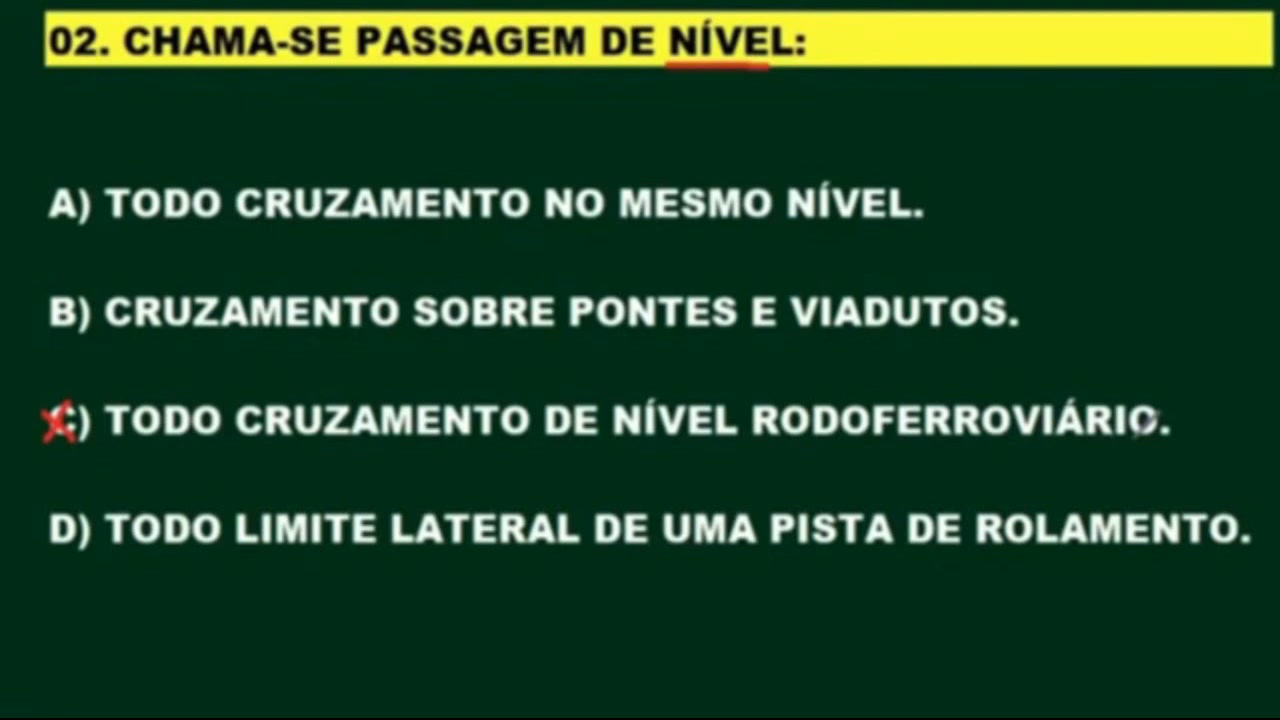 02. CHAMA-SE PASSAGEM DE NÍVEL:
A) TODO CRUZAMENTO NO MESMO NÍVEL.
B) CRUZAMENTO SOBRE PONTES E VIADUTOS.
C) TODO CRUZAMENTO DE NÍVEL RODOFERROVIÁRIO.
D) TODO LIMITE LATERAL DE UMA PISTA DE ROLAMENTO.